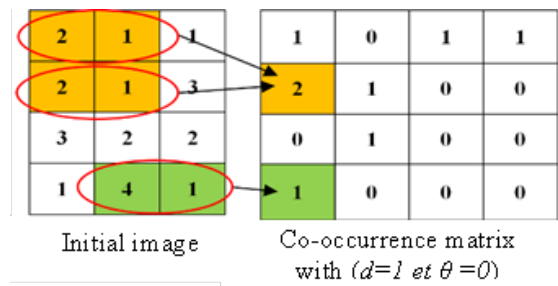 2 1 1 1 0 1 1
2 1 3 2 1 0 0
3 2 2 0 1 0 0
1 4 1 1 0 0 0
Initial image
Co-occurrence matrix
with (d=1 et θ =0)